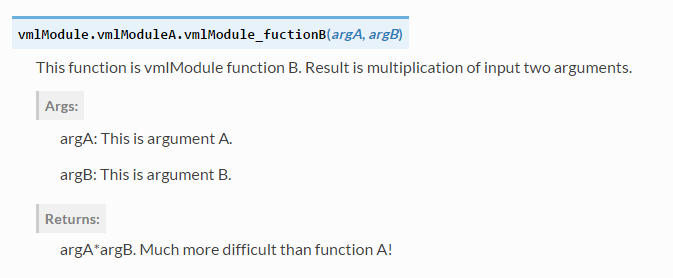 vmlModule.vmlModuleA.vmlModule_fuctionB(argA, argB)
This function is vmlModule function B. Result is multiplication of input two arguments.
Args:
argA: This is argument A.
argB: This is argument B.
Returns:
argA*argB. Much more difficult than function A!